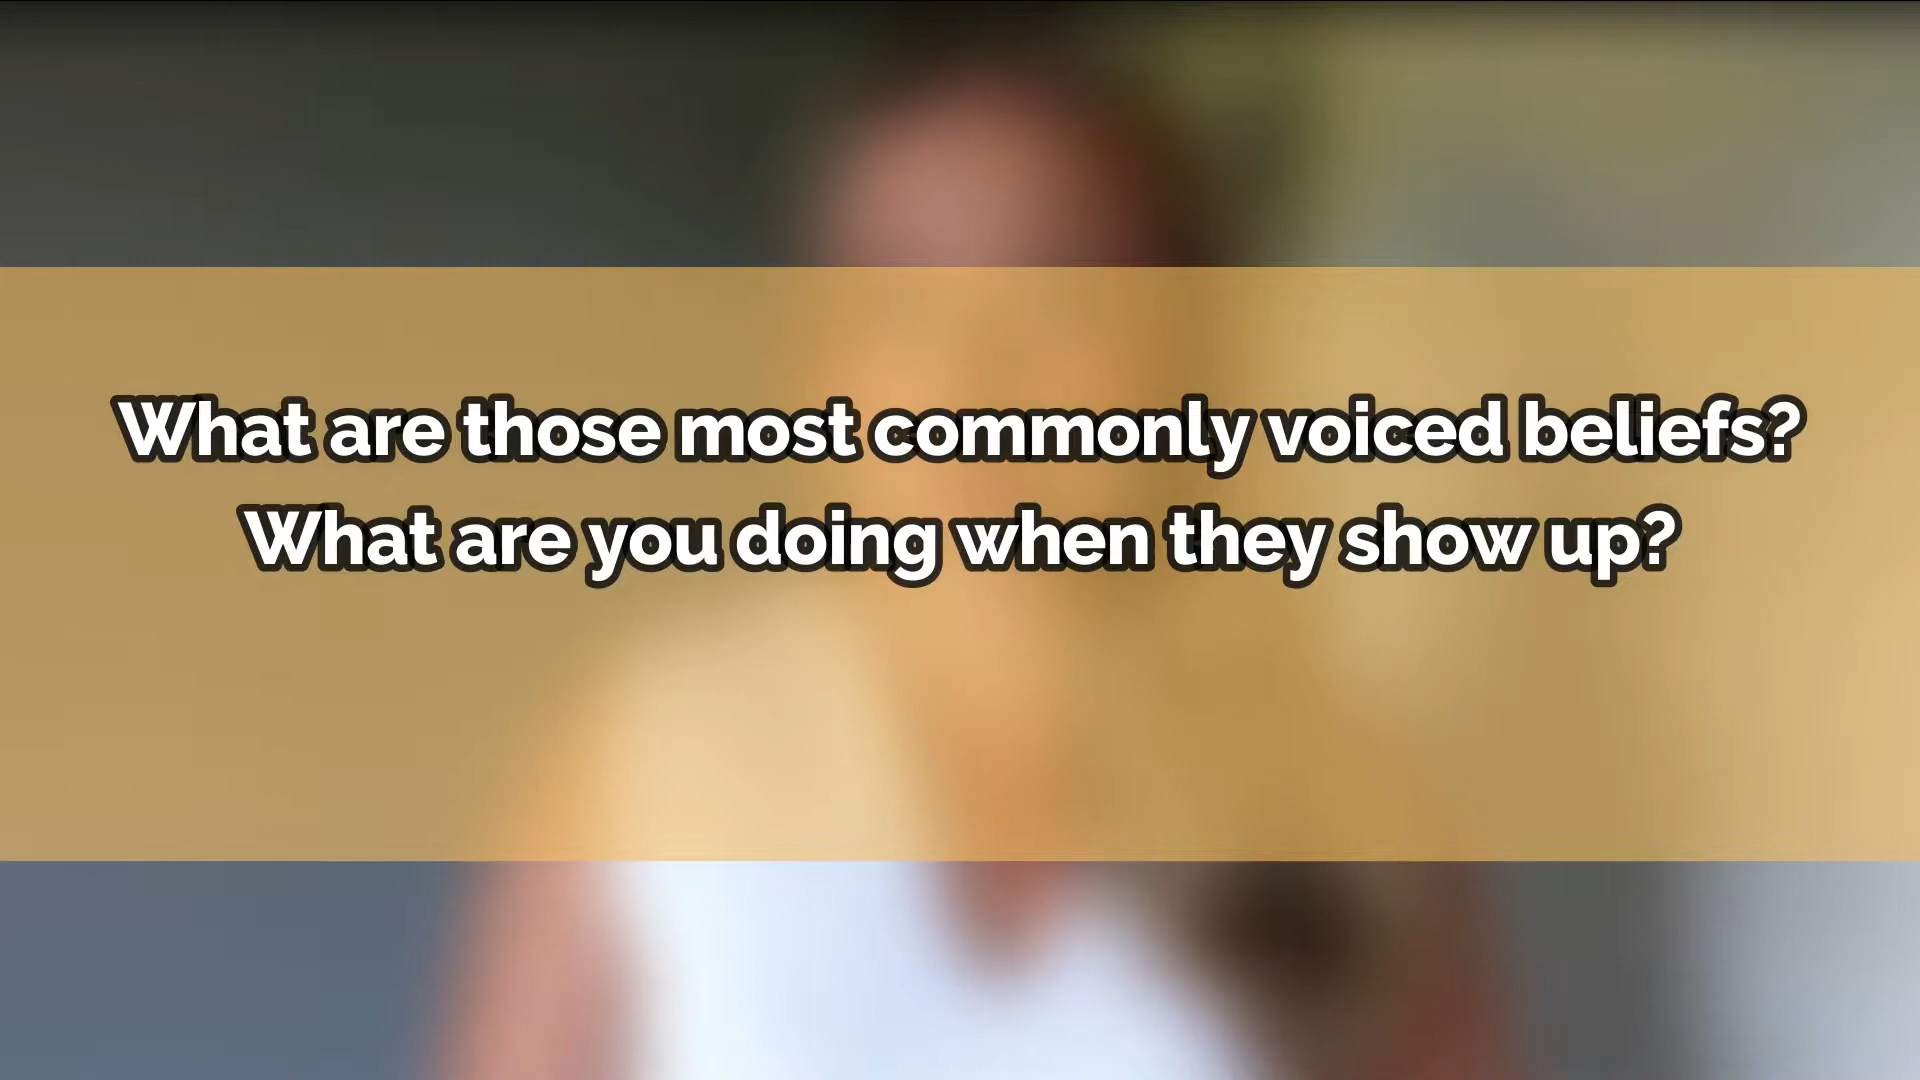 What are those most commonly voiced beliefs?
What are you doing when they show up?